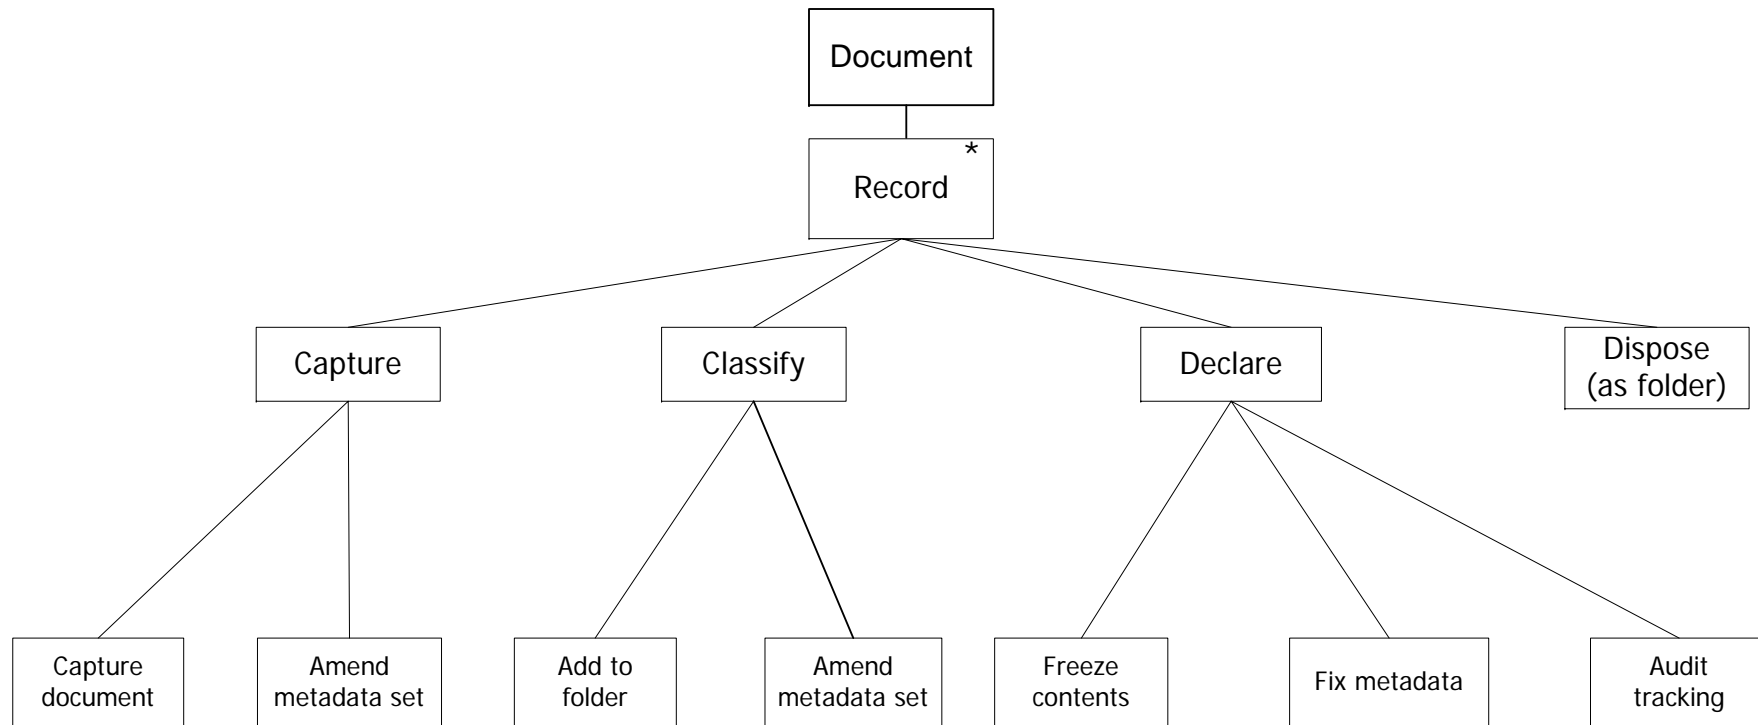 Document
*
Record
Capture
Classify
Declare
Dispose
(as folder)
Capture
document
Amend
metadata set
Add to
folder
Amend
metadata set
Freeze
contents
Fix metadata
Audit
tracking